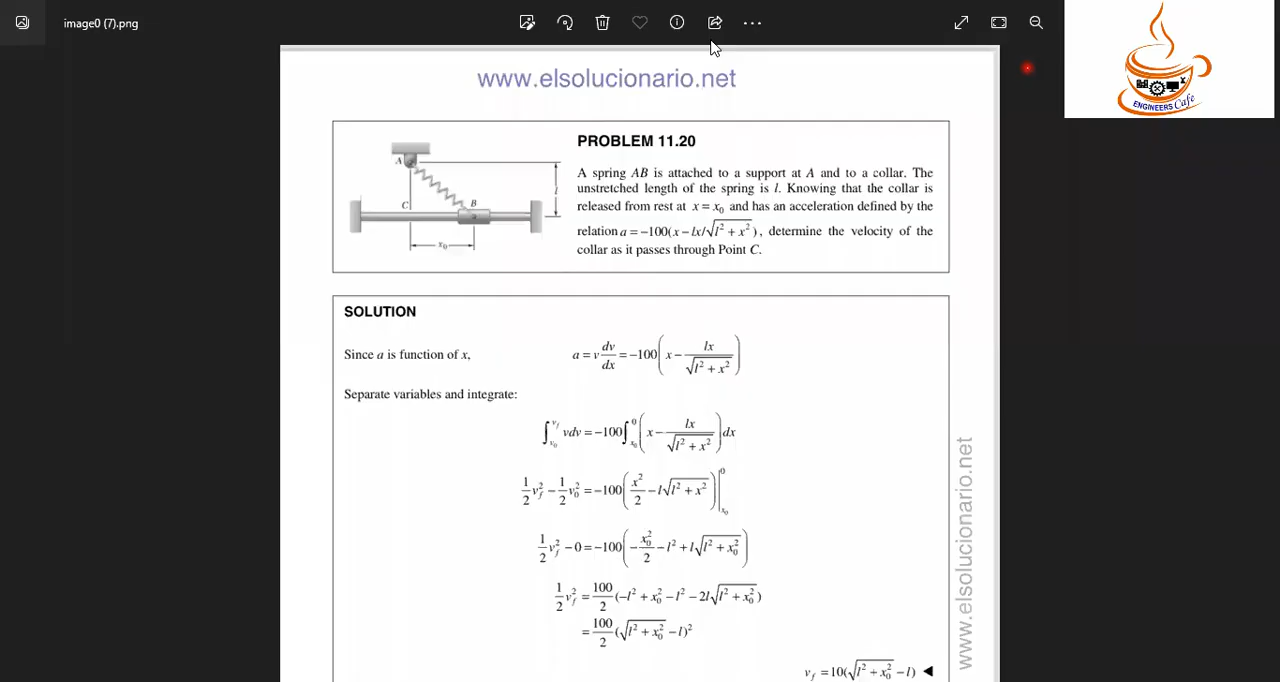 image0 (7).png
ENGINEERS Cafe
www.elsolucionario.net
PROBLEM 11.20
A spring AB is attached to a support at A and to a collar. The
unstretched length of the spring is l. Knowing that the collar is
released from rest at x = x₀ and has an acceleration defined by the
relation a = −100(x − lx/√(l² + x²)), determine the velocity of the
collar as it passes through Point C.
A
C
B
l
x₀
SOLUTION
Since a is function of x,
a = v dv/dx = −100(x − lx/√(l² + x²))
Separate variables and integrate:
∫_{v₀}^{v_f} vdv = −100∫_{x₀}^{0} (x − lx/√(l² + x²))dx
1/2 v_f² − 1/2 v₀² = −100(x²/2 − l√(l² + x²))|_{x₀}^{0}
1/2 v_f² − 0 = −100(−x₀²/2 − l² + l√(l² + x₀²))
1/2 v_f² = 100/2 (−l² + x₀² − l² − 2l√(l² + x₀²))
= 100/2 (√(l² + x₀²) − l)²
v_f = 10(√(l² + x₀²) − l) ◄
www.elsolucionario.net